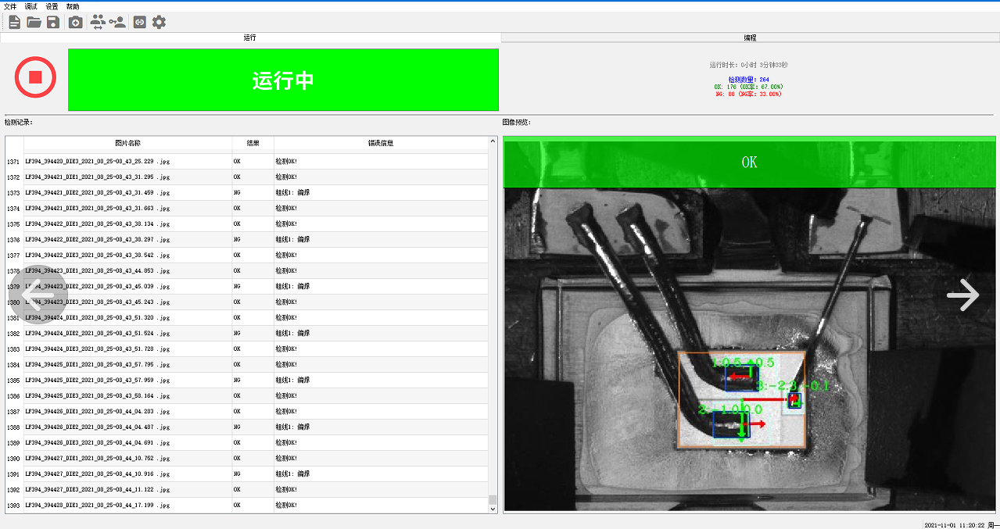 文件 调试 设置 帮助
运行 编程
运行中
运行时长: 0小时 3分钟33秒
检测数量: 264
OK: 176 (OK率: 67.00%)
NG: 88 (NG率: 33.00%)
检测记录:
图像预览:
图片名称 结果 错误信息
1371 LF394_394420_DIE3_2021_08_25-08_43_25.229 .jpg OK 检测OK!
1372 LF394_394421_DIE1_2021_08_25-08_43_31.295 .jpg OK 检测OK!
1373 LF394_394421_DIE2_2021_08_25-08_43_31.459 .jpg NG 粗线1: 偏焊
1374 LF394_394421_DIE3_2021_08_25-08_43_31.663 .jpg OK 检测OK!
1375 LF394_394422_DIE1_2021_08_25-08_43_38.134 .jpg OK 检测OK!
1376 LF394_394422_DIE2_2021_08_25-08_43_38.297 .jpg NG 粗线1: 偏焊
1377 LF394_394422_DIE3_2021_08_25-08_43_38.542 .jpg OK 检测OK!
1378 LF394_394423_DIE1_2021_08_25-08_43_44.853 .jpg OK 检测OK!
1379 LF394_394423_DIE2_2021_08_25-08_43_45.039 .jpg NG 粗线1: 偏焊
1380 LF394_394423_DIE3_2021_08_25-08_43_45.243 .jpg OK 检测OK!
1381 LF394_394424_DIE1_2021_08_25-08_43_51.320 .jpg OK 检测OK!
1382 LF394_394424_DIE2_2021_08_25-08_43_51.524 .jpg NG 粗线1: 偏焊
1383 LF394_394424_DIE3_2021_08_25-08_43_51.728 .jpg OK 检测OK!
1384 LF394_394425_DIE1_2021_08_25-08_43_57.795 .jpg OK 检测OK!
1385 LF394_394425_DIE2_2021_08_25-08_43_57.959 .jpg NG 粗线1: 偏焊
1386 LF394_394425_DIE3_2021_08_25-08_43_58.164 .jpg OK 检测OK!
1387 LF394_394426_DIE1_2021_08_25-08_44_04.283 .jpg OK 检测OK!
1388 LF394_394426_DIE2_2021_08_25-08_44_04.487 .jpg NG 粗线1: 偏焊
1389 LF394_394426_DIE3_2021_08_25-08_44_04.691 .jpg OK 检测OK!
1390 LF394_394427_DIE1_2021_08_25-08_44_10.752 .jpg OK 检测OK!
1391 LF394_394427_DIE2_2021_08_25-08_44_10.916 .jpg NG 粗线1: 偏焊
1392 LF394_394427_DIE3_2021_08_25-08_44_11.122 .jpg OK 检测OK!
1393 LF394_394428_DIE1_2021_08_25-08_44_17.199 .jpg OK 检测OK!
OK
1:0.5 0.5
3:-2.3 -0.1
2:-1.0 0.0
2021-11-01 11:20:22 周一